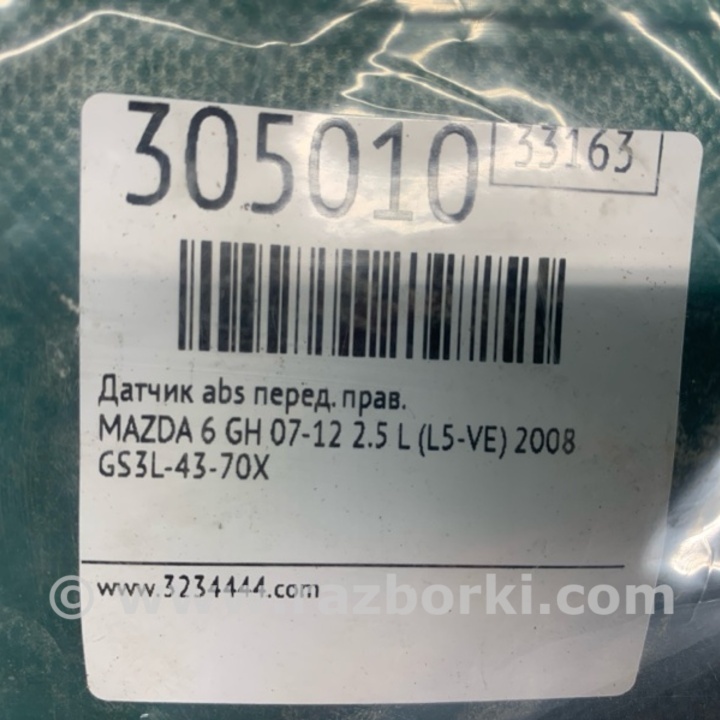 305010
33163
Датчик abs перед. прав.
MAZDA 6 GH 07-12 2.5 L (L5-VE) 2008
GS3L-43-70X
www.3234444.com
© razborki.com